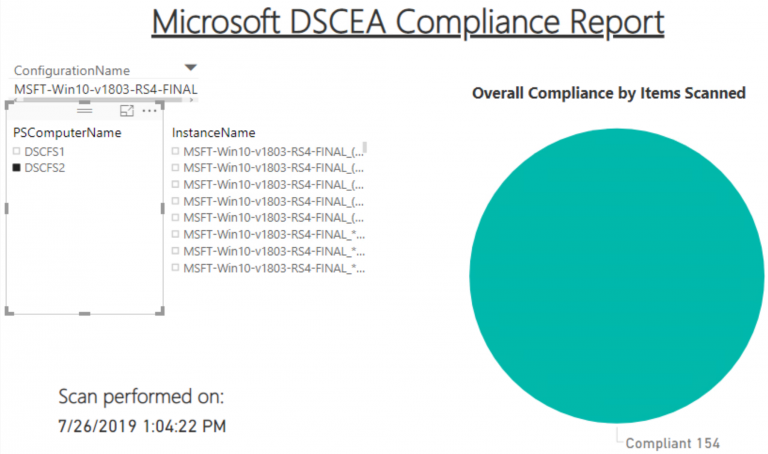 Microsoft DSCEA Compliance Report
ConfigurationName
MSFT-Win10-v1803-RS4-FINAL
PSComputerName
DSCFS1
DSCFS2
InstanceName
MSFT-Win10-v1803-RS4-FINAL_(...
MSFT-Win10-v1803-RS4-FINAL_(...
MSFT-Win10-v1803-RS4-FINAL_(...
MSFT-Win10-v1803-RS4-FINAL_(...
MSFT-Win10-v1803-RS4-FINAL_(...
MSFT-Win10-v1803-RS4-FINAL_*...
MSFT-Win10-v1803-RS4-FINAL_*...
MSFT-Win10-v1803-RS4-FINAL_*...
Overall Compliance by Items Scanned
Compliant 154
Scan performed on:
7/26/2019 1:04:22 PM